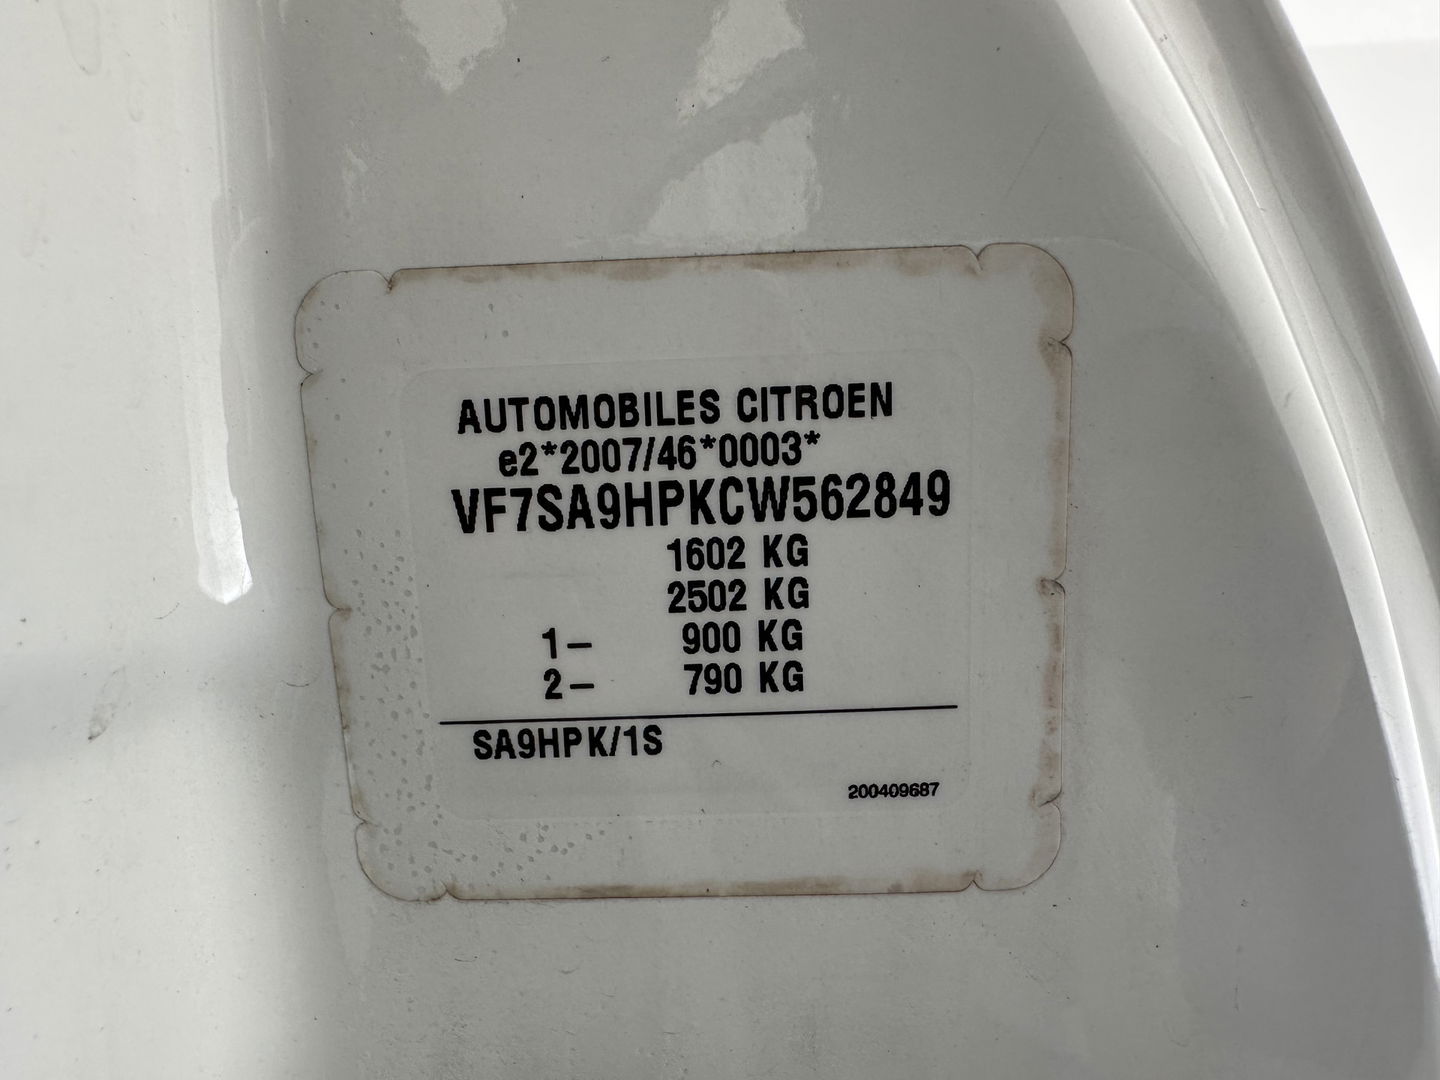 AUTOMOBILES CITROEN
e2*2007/46*0003*
VF7SA9HPKCW562849
1602 KG
2502 KG
1– 900 KG
2– 790 KG
SA9HPK/1S
200409687